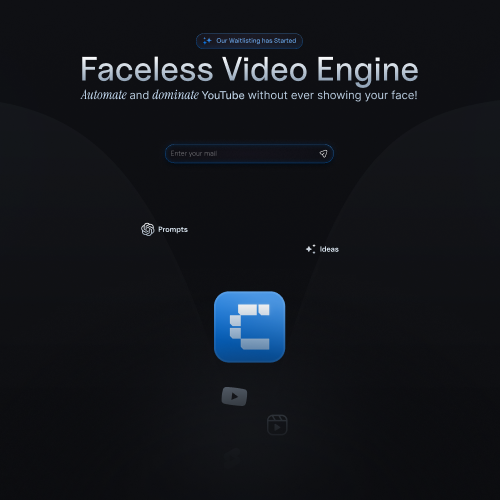 Our Waitlisting has Started
Faceless Video Engine
Automate and dominate YouTube without ever showing your face!
Enter your mail
Prompts
Ideas